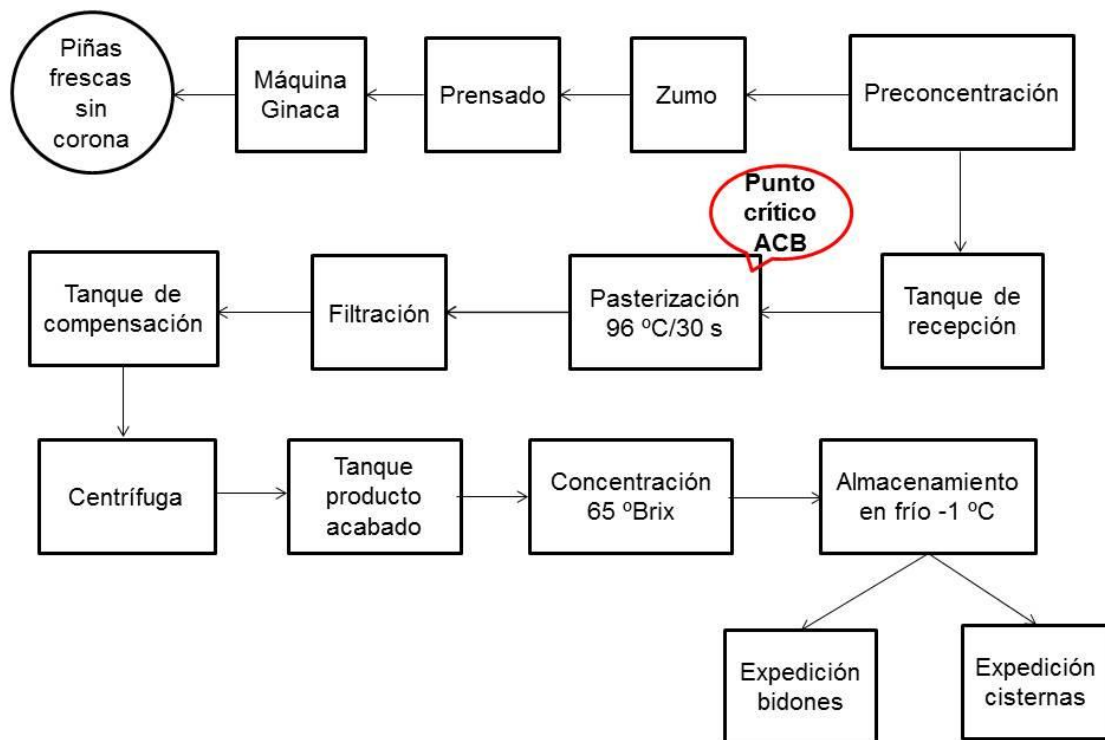 Piñas
frescas
sin
corona
Máquina
Ginaca
Prensado
Zumo
Preconcentración
Punto
crítico
ACB
Tanque de
compensación
Filtración
Pasterización
96 ºC/30 s
Tanque de
recepción
Centrífuga
Tanque
producto
acabado
Concentración
65 ºBrix
Almacenamiento
en frío -1 ºC
Expedición
bidones
Expedición
cisternas